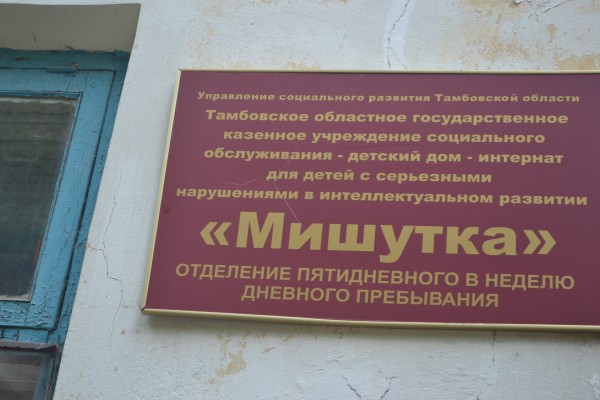 Управление социального развития Тамбовской области
Тамбовское областное государственное
казенное учреждение социального
обслуживания - детский дом - интернат
для детей с серьезными
нарушениями в интеллектуальном развитии
«Мишутка»
ОТДЕЛЕНИЕ ПЯТИДНЕВНОГО В НЕДЕЛЮ
ДНЕВНОГО ПРЕБЫВАНИЯ